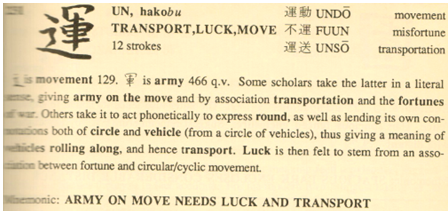 運 UN, hakobu 運動 UNDŌ movement
TRANSPORT,LUCK,MOVE 不運 FUUN misfortune
12 strokes 運送 UNSŌ transportation
is movement 129. 軍 is army 466 q.v. Some scholars take the latter in a literal
sense, giving army on the move and by association transportation and the fortunes
of war. Others take it to act phonetically to express round, as well as lending its own con-
notations both of circle and vehicle (from a circle of vehicles), thus giving a meaning of
vehicles rolling along, and hence transport. Luck is then felt to stem from an asso-
ciation between fortune and circular/cyclic movement.
Mnemonic: ARMY ON MOVE NEEDS LUCK AND TRANSPORT